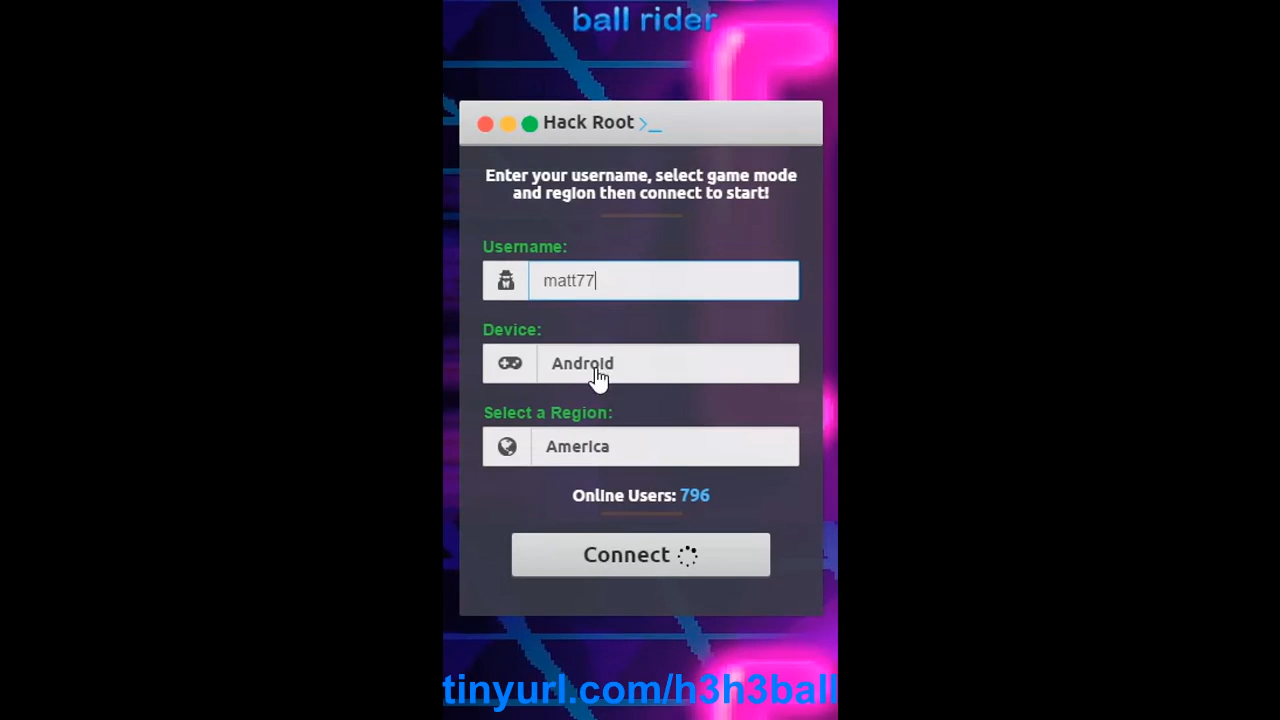 ball rider
Hack Root >_
Enter your username, select game mode
and region then connect to start!
Username:
matt77
Device:
Android
Select a Region:
America
Online Users: 796
Connect
tinyurl.com/h3h3ball